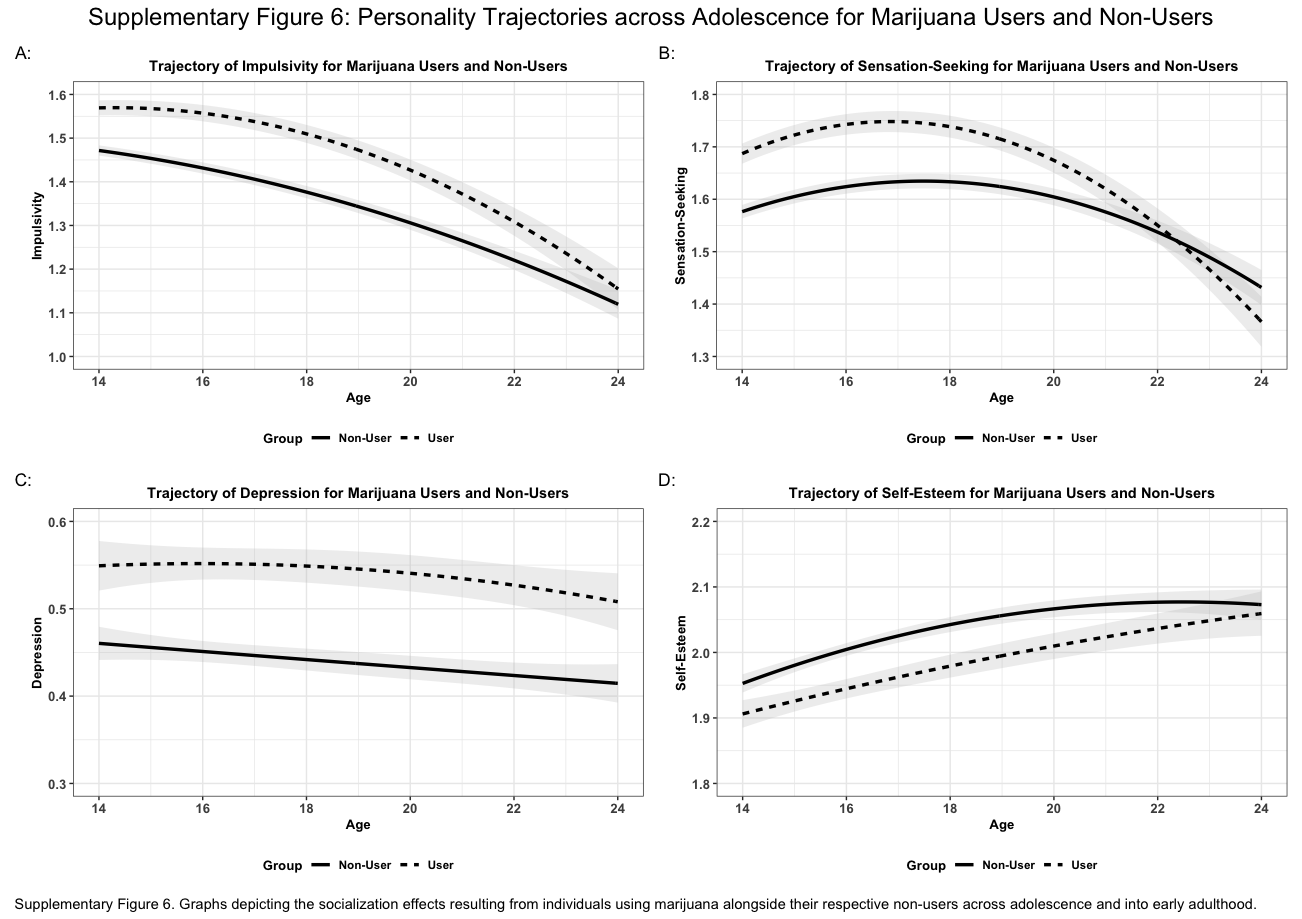 Supplementary Figure 6: Personality Trajectories across Adolescence for Marijuana Users and Non-Users
A:
Trajectory of Impulsivity for Marijuana Users and Non-Users
Impulsivity
1.6
1.5
1.4
1.3
1.2
1.1
1.0
14 16 18 20 22 24
Age
Group Non-User User
B:
Trajectory of Sensation-Seeking for Marijuana Users and Non-Users
Sensation-Seeking
1.8
1.7
1.6
1.5
1.4
1.3
14 16 18 20 22 24
Age
Group Non-User User
C:
Trajectory of Depression for Marijuana Users and Non-Users
Depression
0.6
0.5
0.4
0.3
14 16 18 20 22 24
Age
Group Non-User User
D:
Trajectory of Self-Esteem for Marijuana Users and Non-Users
Self-Esteem
2.2
2.1
2.0
1.9
1.8
14 16 18 20 22 24
Age
Group Non-User User
Supplementary Figure 6. Graphs depicting the socialization effects resulting from individuals using marijuana alongside their respective non-users across adolescence and into early adulthood.